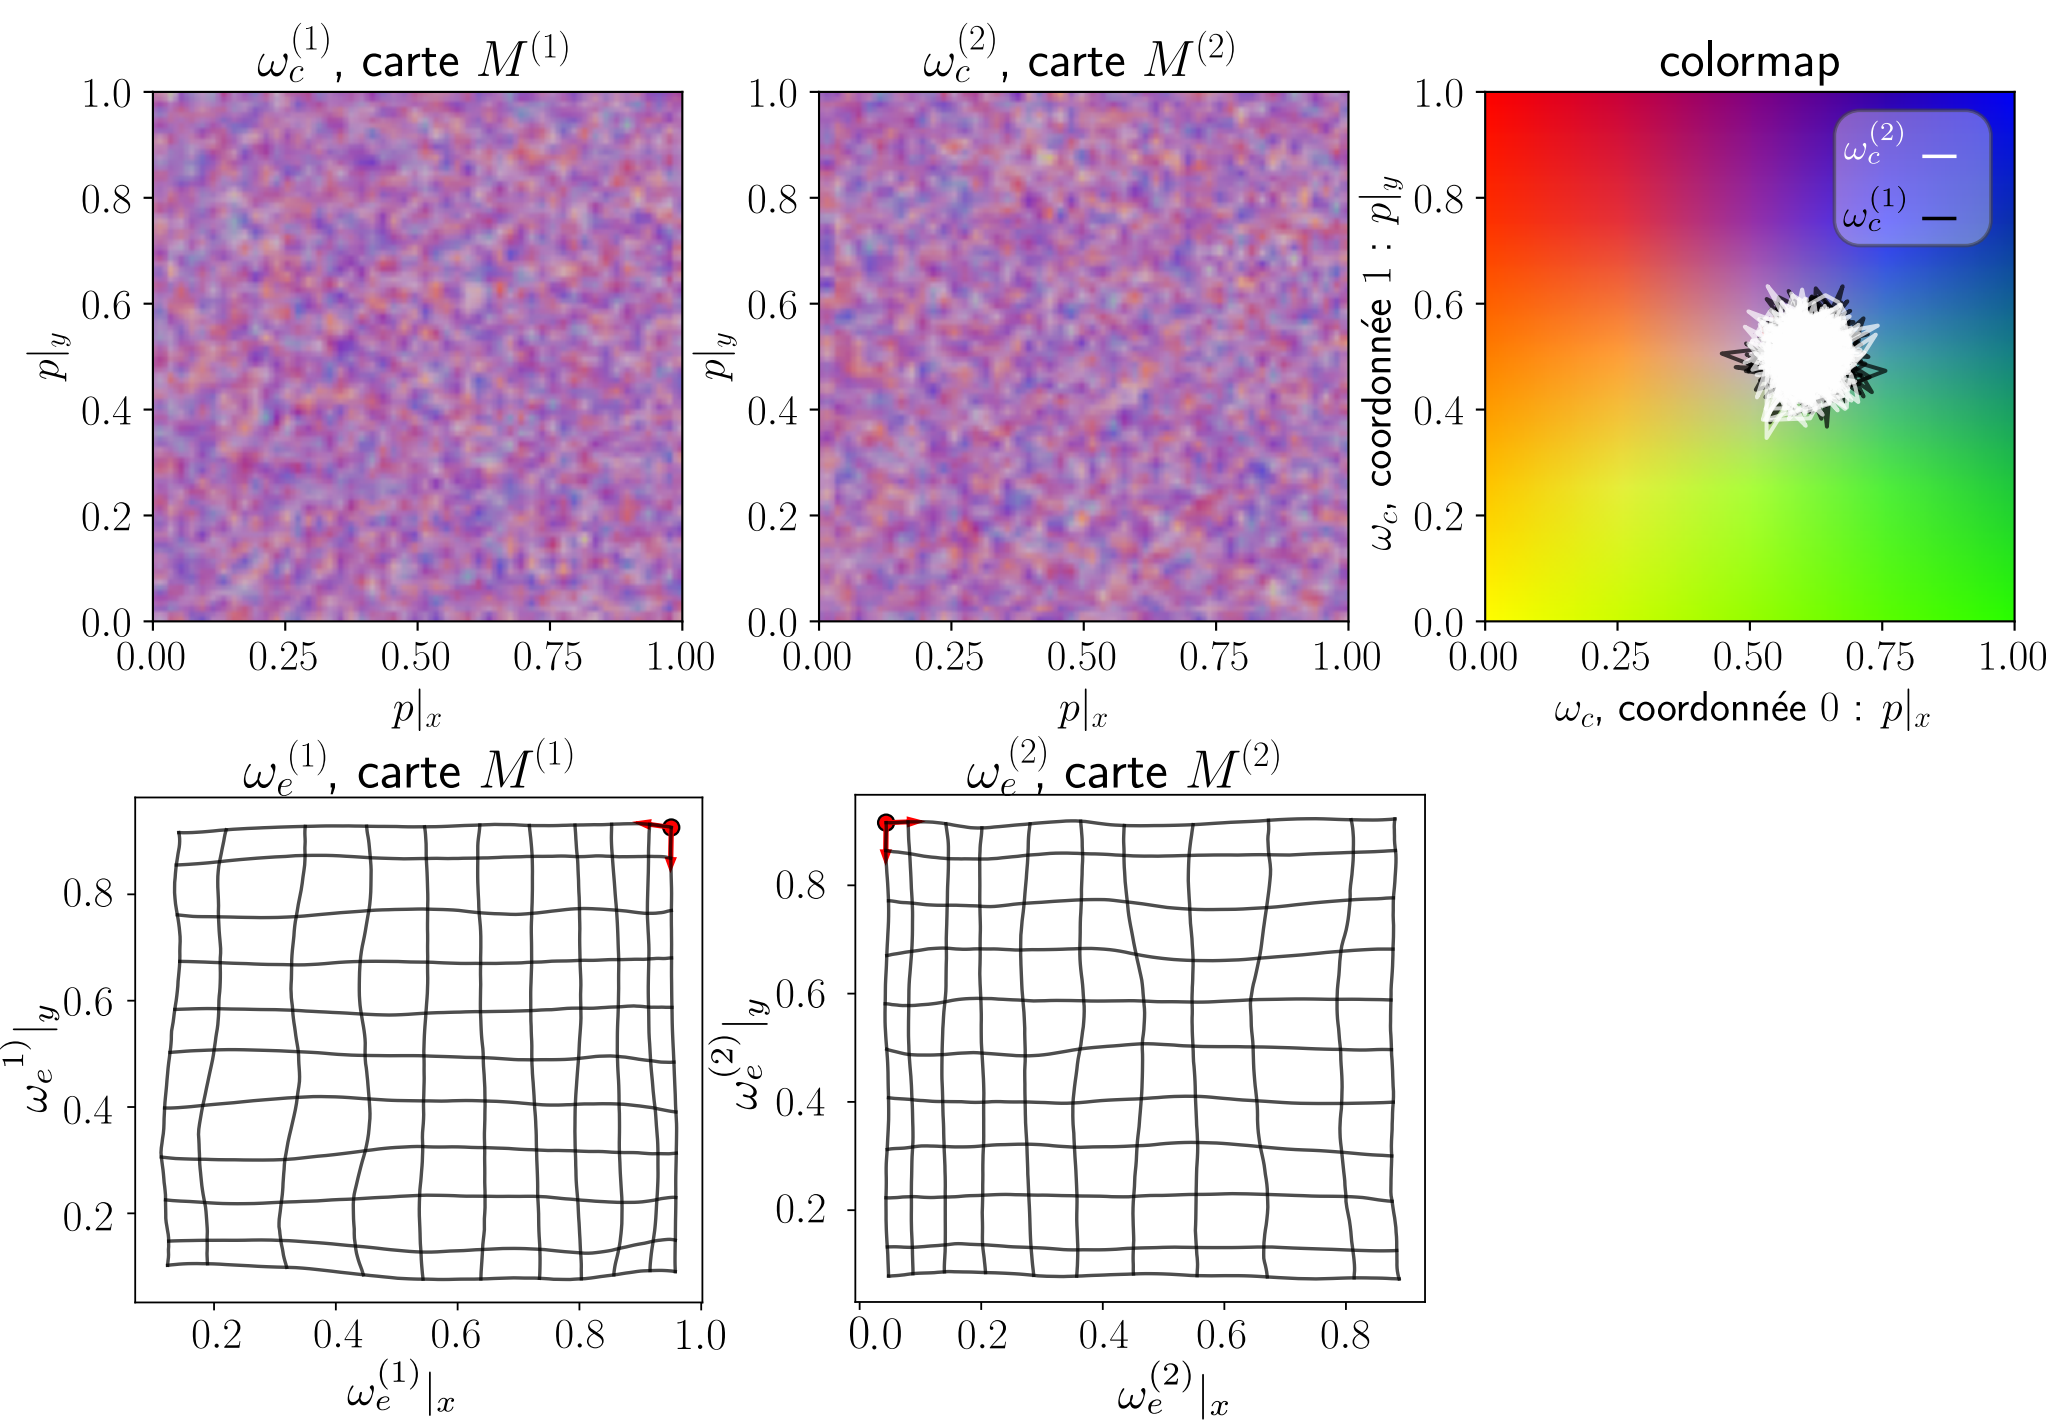 ω_c^(1), carte M^(1)
1.0
0.8
0.6
0.4
0.2
0.0
p|_y
0.00 0.25 0.50 0.75 1.00
p|_x
ω_c^(2), carte M^(2)
1.0
0.8
0.6
0.4
0.2
0.0
p|_y
0.00 0.25 0.50 0.75 1.00
p|_x
colormap
ω_c^(2)
ω_c^(1)
1.0
0.8
0.6
0.4
0.2
0.0
ω_c, coordonnée 1 : p|_y
0.00 0.25 0.50 0.75 1.00
ω_c, coordonnée 0 : p|_x
ω_e^(1), carte M^(1)
0.8
0.6
0.4
0.2
ω_e^1)|_y
0.2 0.4 0.6 0.8 1.0
ω_e^(1)|_x
ω_e^(2), carte M^(2)
0.8
0.6
0.4
0.2
ω_e^(2)|_y
0.0 0.2 0.4 0.6 0.8
ω_e^(2)|_x